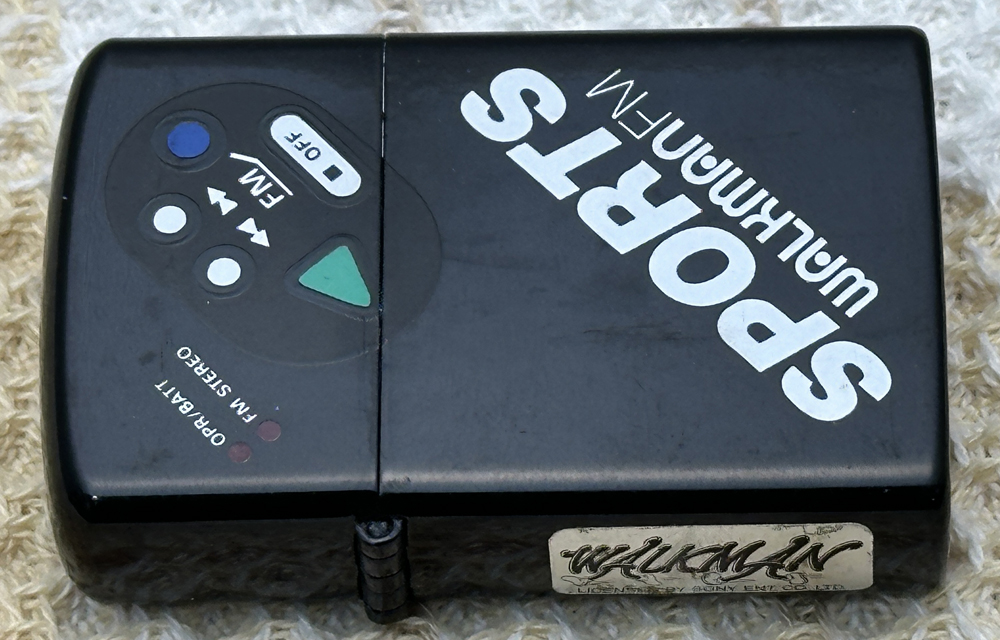 OFF
FM
FM STEREO
OPR/BATT
SPORTS
WALKMAN FM
WALKMAN
LICENSED BY SONY ENT. CO. LTD.